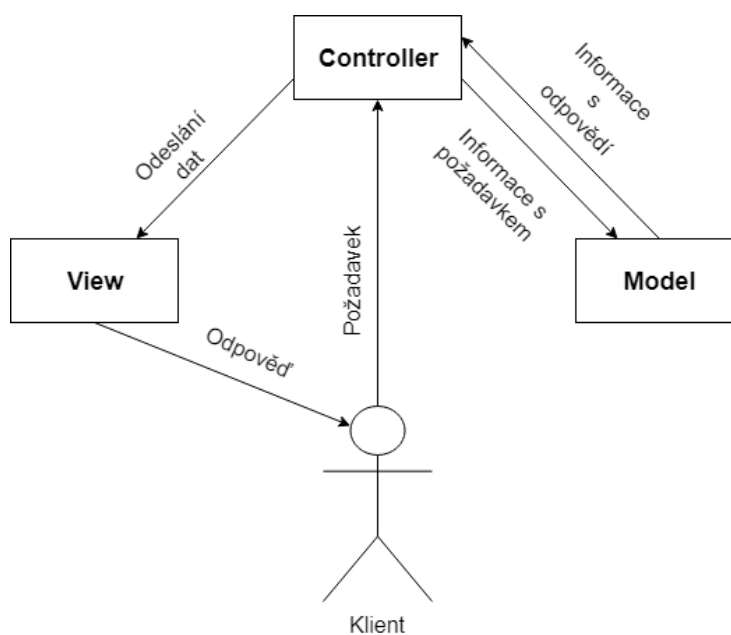 Controller
Informace
s
odpovědí
Odeslání
dat
Informace s
požadavkem
Požadavek
View
Model
Odpověď
Klient